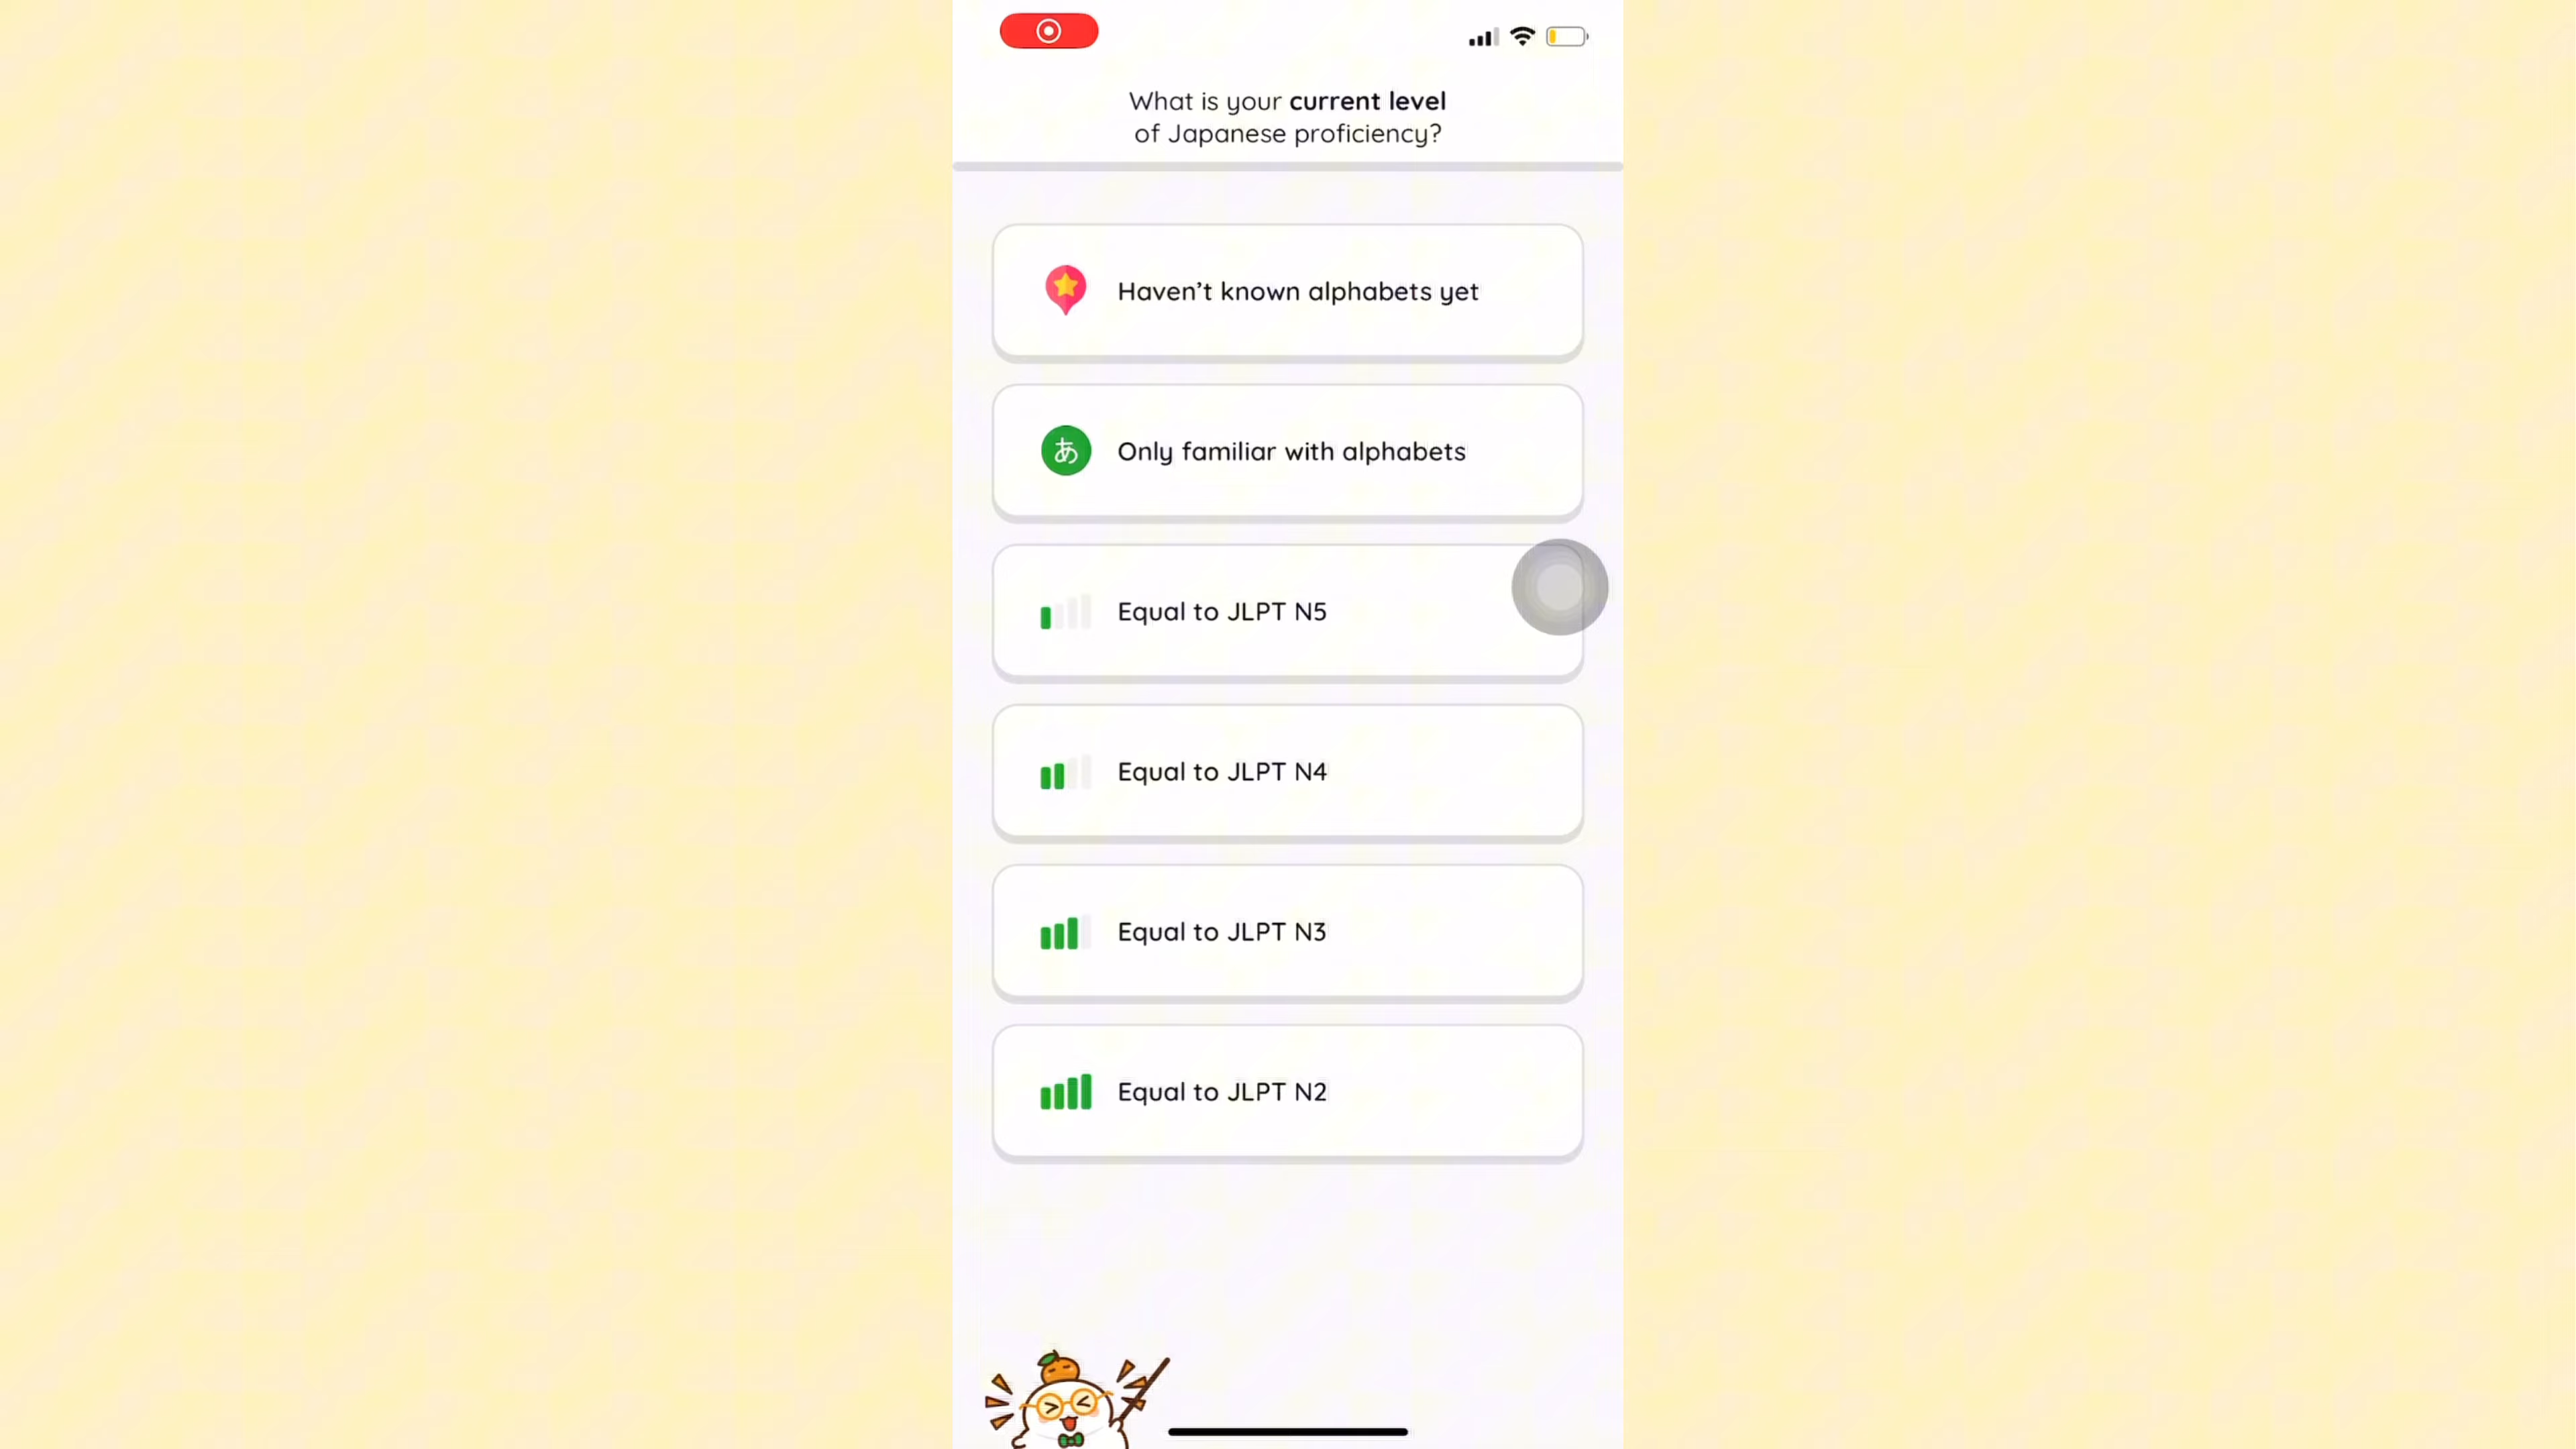 What is your current level
of Japanese proficiency?
Haven't known alphabets yet
あ
Only familiar with alphabets
Equal to JLPT N5
Equal to JLPT N4
Equal to JLPT N3
Equal to JLPT N2